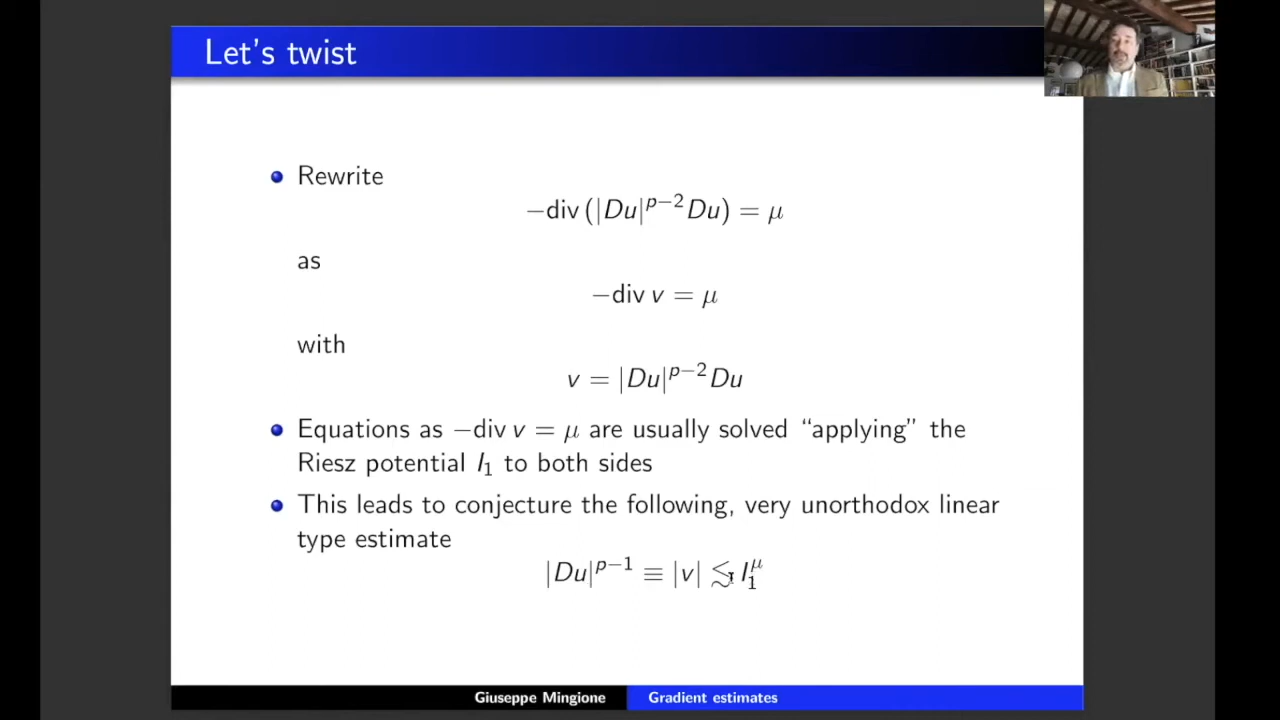 Let's twist
Rewrite
−div (|Du|^{p−2}Du) = μ
as
−div v = μ
with
v = |Du|^{p−2}Du
Equations as −div v = μ are usually solved “applying” the
Riesz potential I_1 to both sides
This leads to conjecture the following, very unorthodox linear
type estimate
|Du|^{p−1} ≡ |v| ≲ I_1^μ
Giuseppe Mingione
Gradient estimates